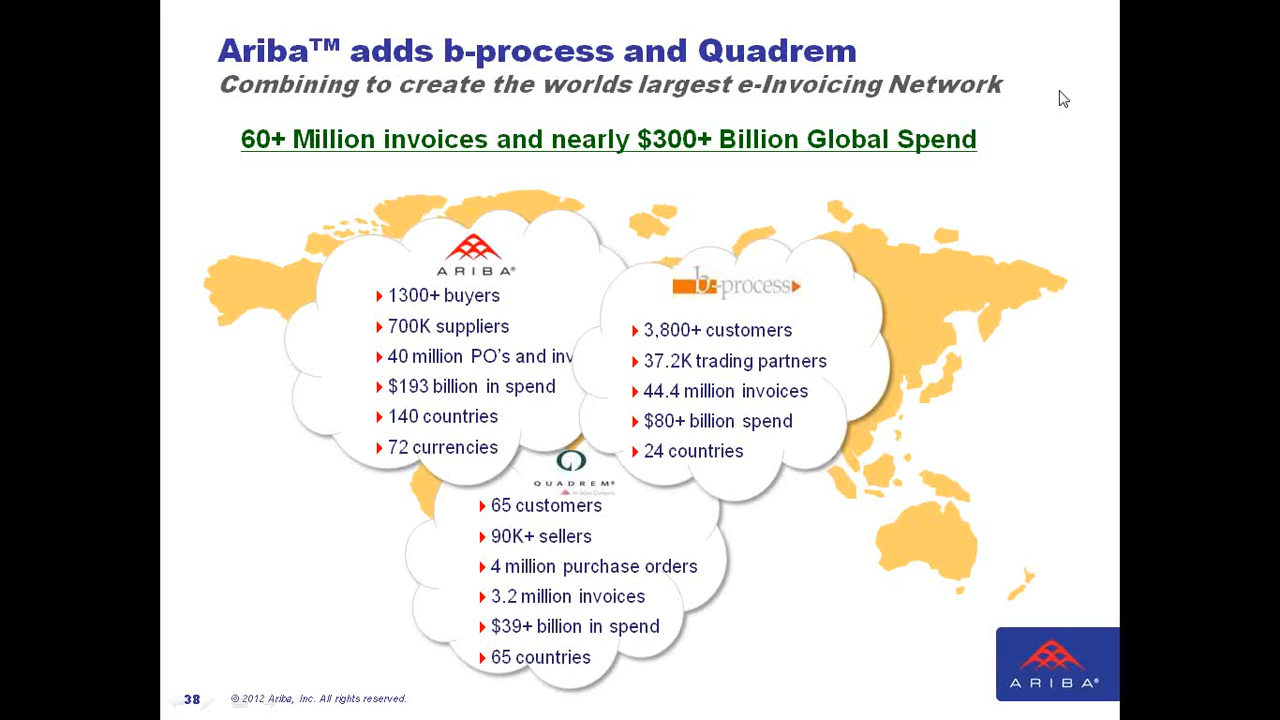 Ariba™ adds b-process and Quadrem
Combining to create the worlds largest e-Invoicing Network
60+ Million invoices and nearly $300+ Billion Global Spend
ARIBA®
1300+ buyers
700K suppliers
40 million PO's and inv
$193 billion in spend
140 countries
72 currencies
b-process
3,800+ customers
37.2K trading partners
44.4 million invoices
$80+ billion spend
24 countries
QUADREM®
An Ariba Company
65 customers
90K+ sellers
4 million purchase orders
3.2 million invoices
$39+ billion in spend
65 countries
ARIBA®
38 © 2012 Ariba, Inc. All rights reserved.